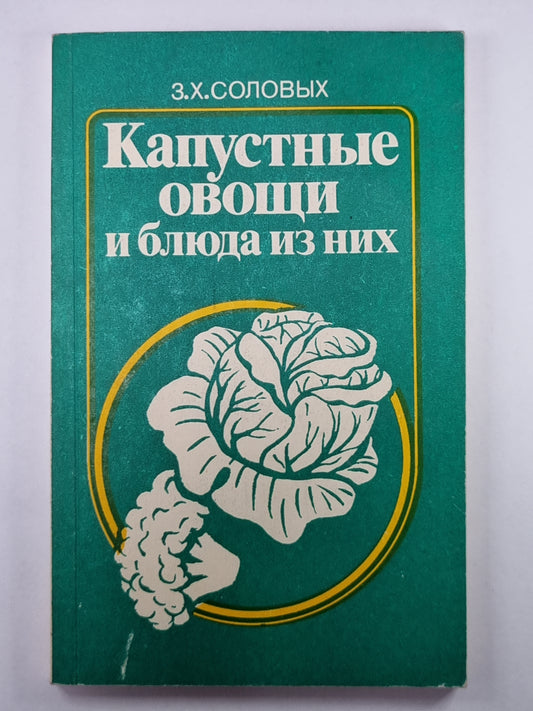 З.Х.СОЛОВЫХ
Капустные
овощи
и блюда из них